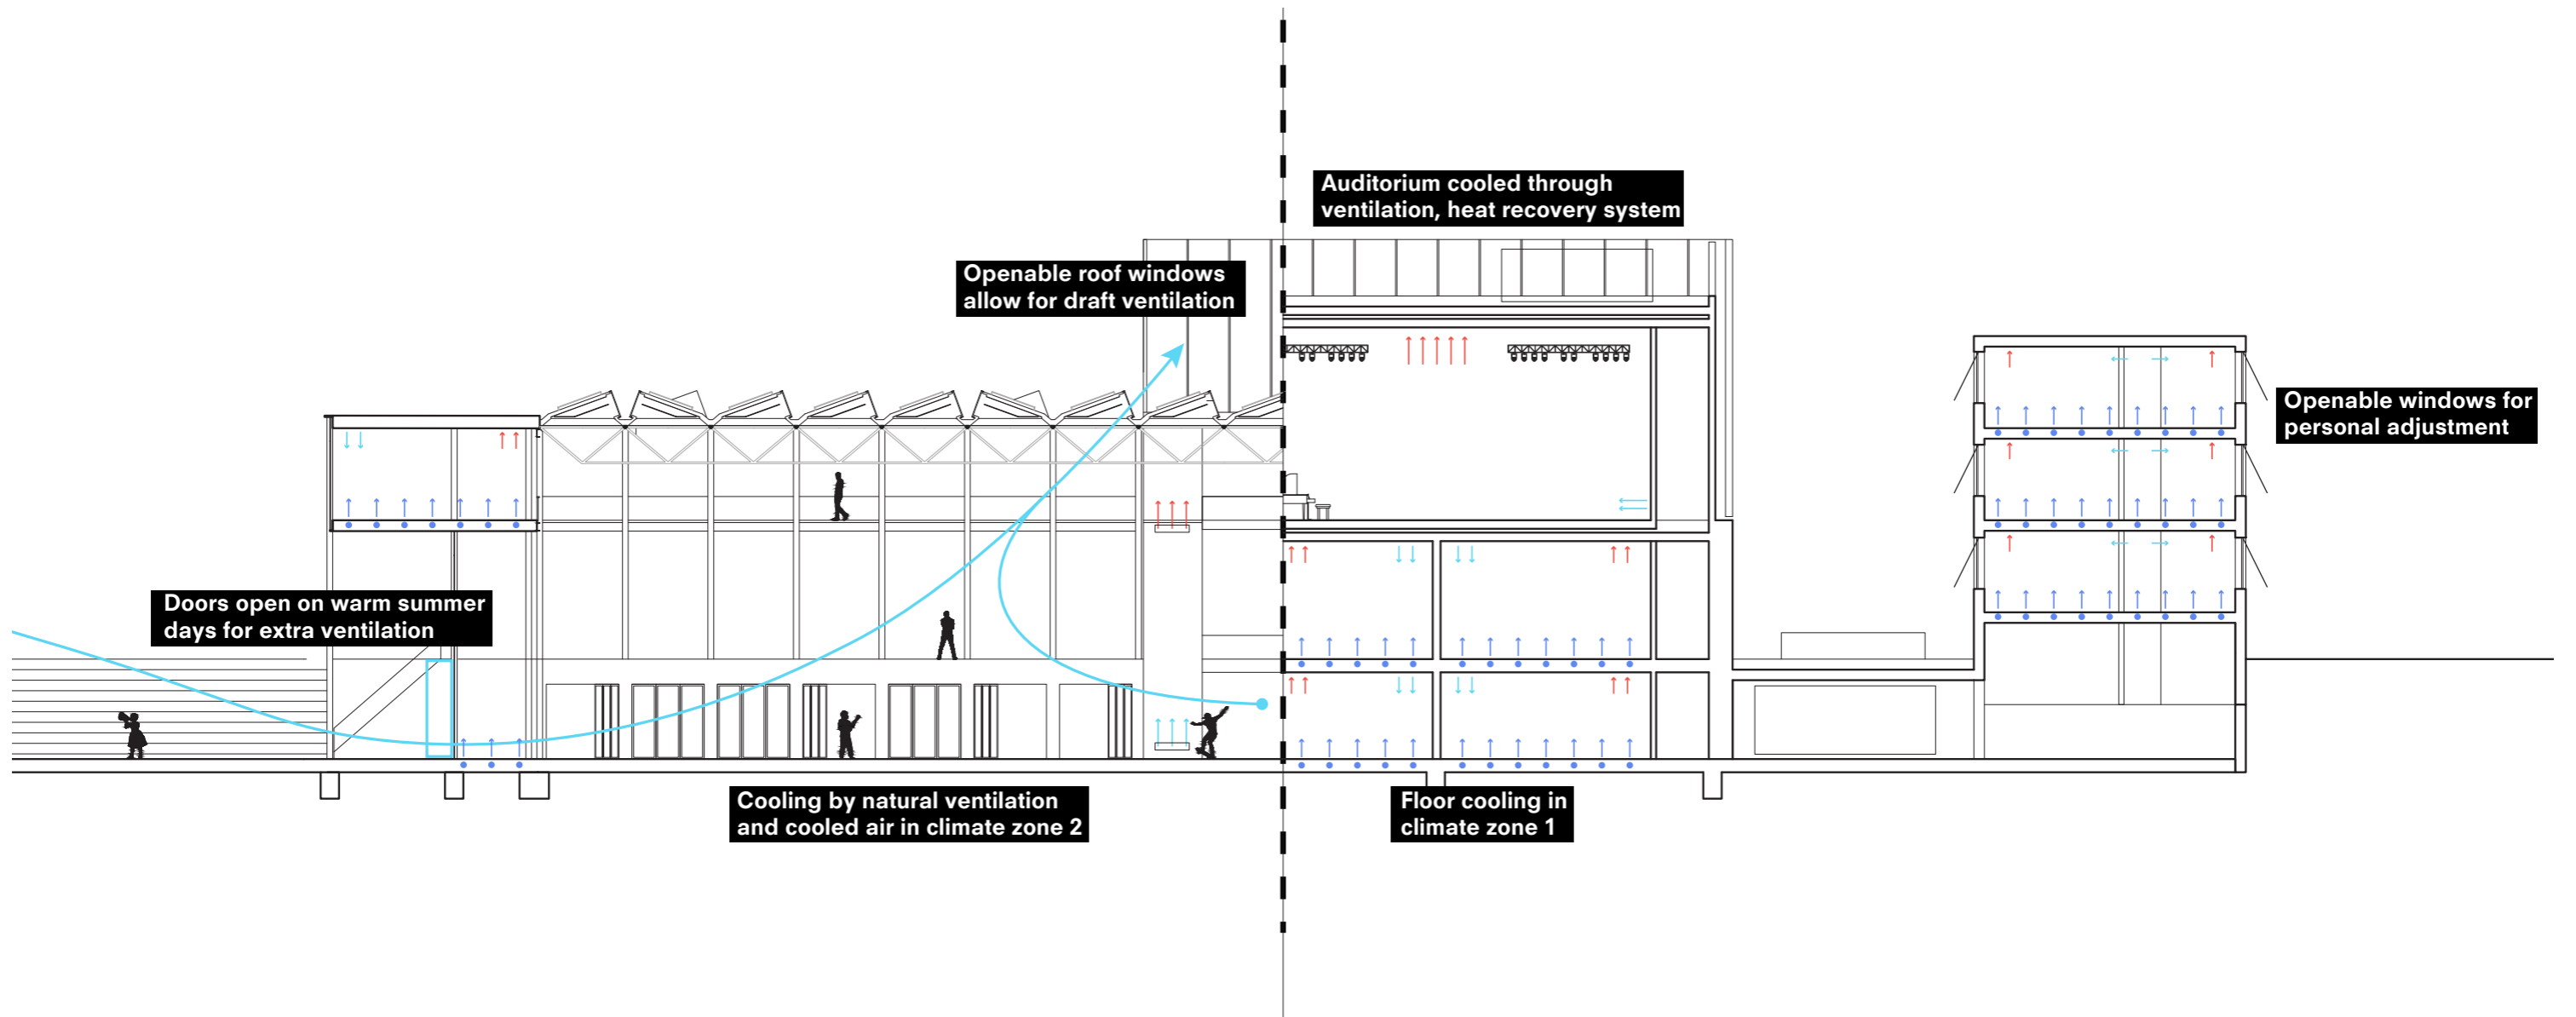 Auditorium cooled through
ventilation, heat recovery system
Openable roof windows
allow for draft ventilation
Openable windows for
personal adjustment
Doors open on warm summer
days for extra ventilation
Cooling by natural ventilation
and cooled air in climate zone 2
Floor cooling in
climate zone 1